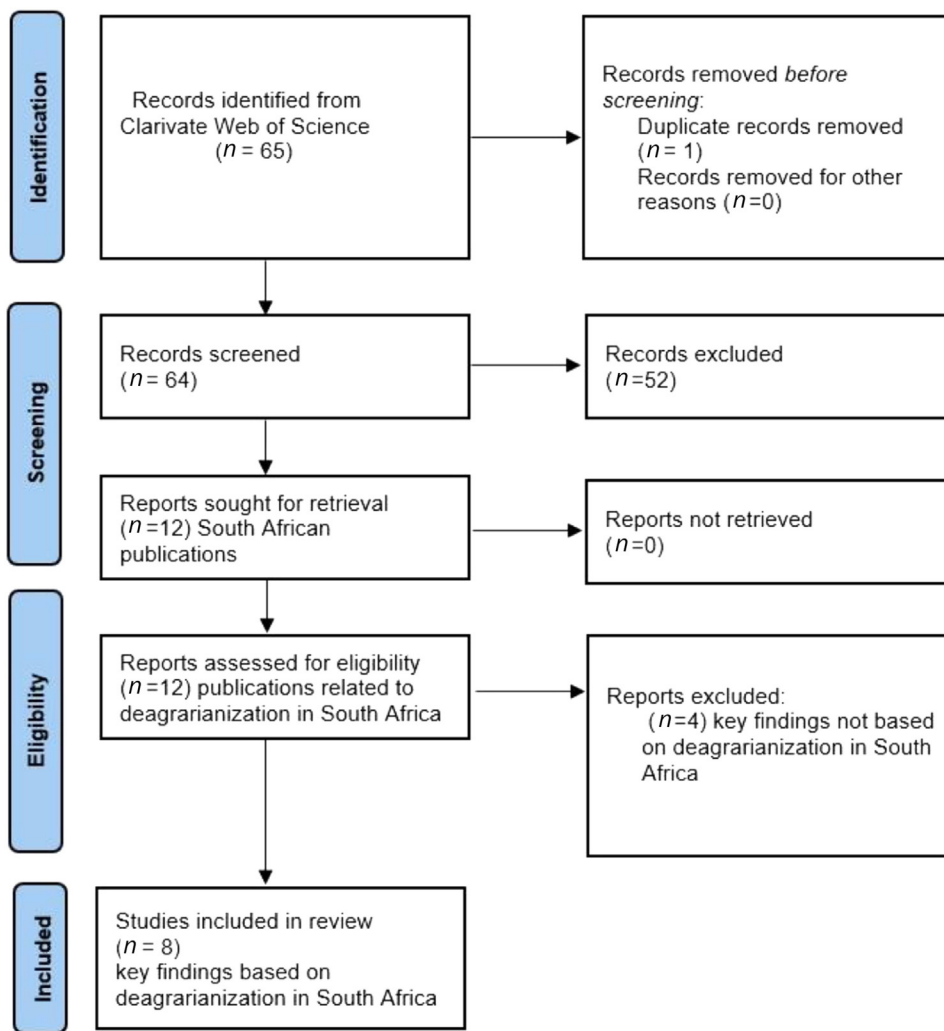 Identification
Records identified from
Clarivate Web of Science
(n = 65)
Records removed before
screening:
Duplicate records removed
(n = 1)
Records removed for other
reasons (n =0)
Screening
Records screened
(n = 64)
Records excluded
(n =52)
Reports sought for retrieval
(n =12) South African
publications
Reports not retrieved
(n =0)
Eligibility
Reports assessed for eligibility
(n =12) publications related to
deagrarianization in South Africa
Reports excluded:
(n =4) key findings not based
on deagrarianization in South
Africa
Included
Studies included in review
(n = 8)
key findings based on
deagrarianization in South Africa